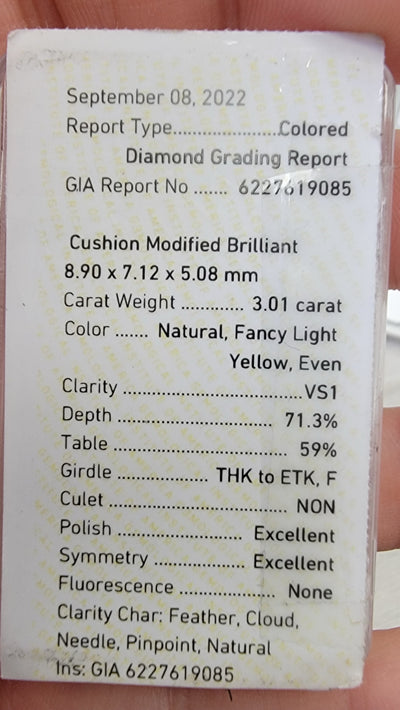 September 08, 2022
Report Type......................Colored
Diamond Grading Report
GIA Report No ....... 6227619085
Cushion Modified Brilliant
8.90 x 7.12 x 5.08 mm
Carat Weight ............. 3.01 carat
Color ....... Natural, Fancy Light
Yellow, Even
Clarity .....................................VS1
Depth ................................ 71.3%
Table ................................... 59%
Girdle ................... THK to ETK, F
Culet .................................... NON
Polish .......................... Excellent
Symmetry ................... Excellent
Fluorescence .................... None
Clarity Char: Feather, Cloud,
Needle, Pinpoint, Natural
Ins: GIA 6227619085